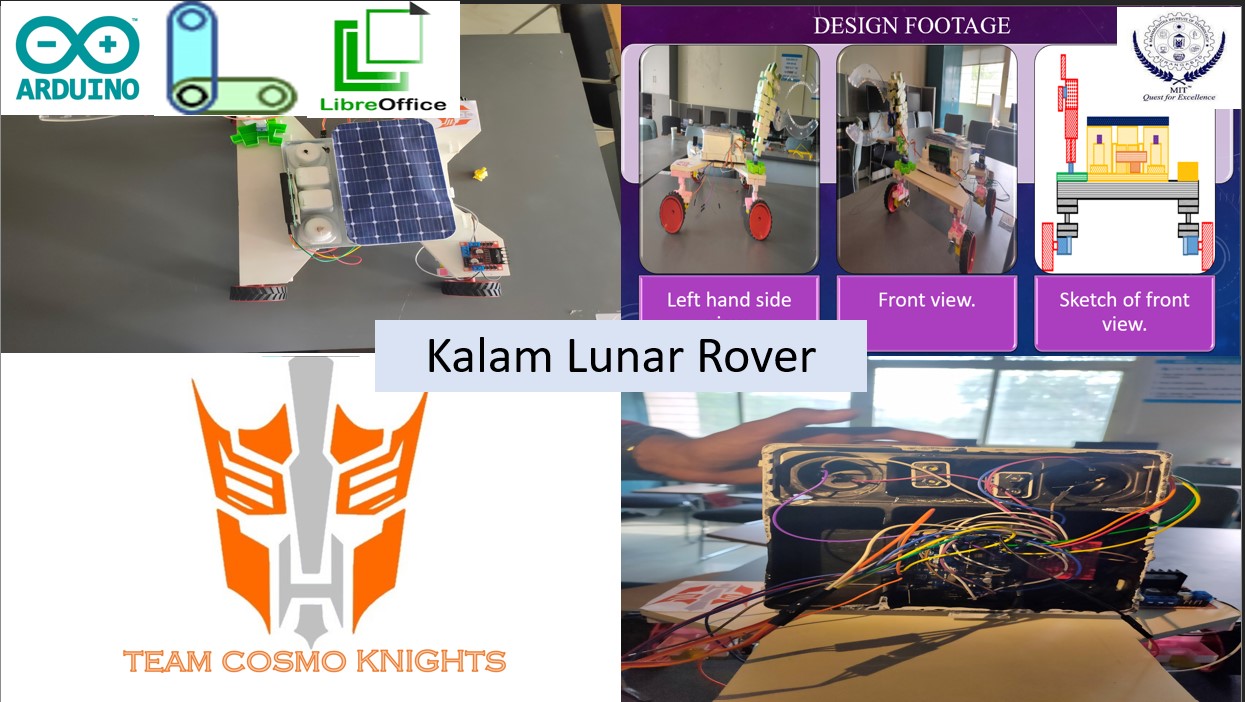 ARDUINO
LibreOffice
DESIGN FOOTAGE
MIT
Quest for Excellence
Left hand side
Front view.
Sketch of front
view.
Kalam Lunar Rover
TEAM COSMO KNIGHTS